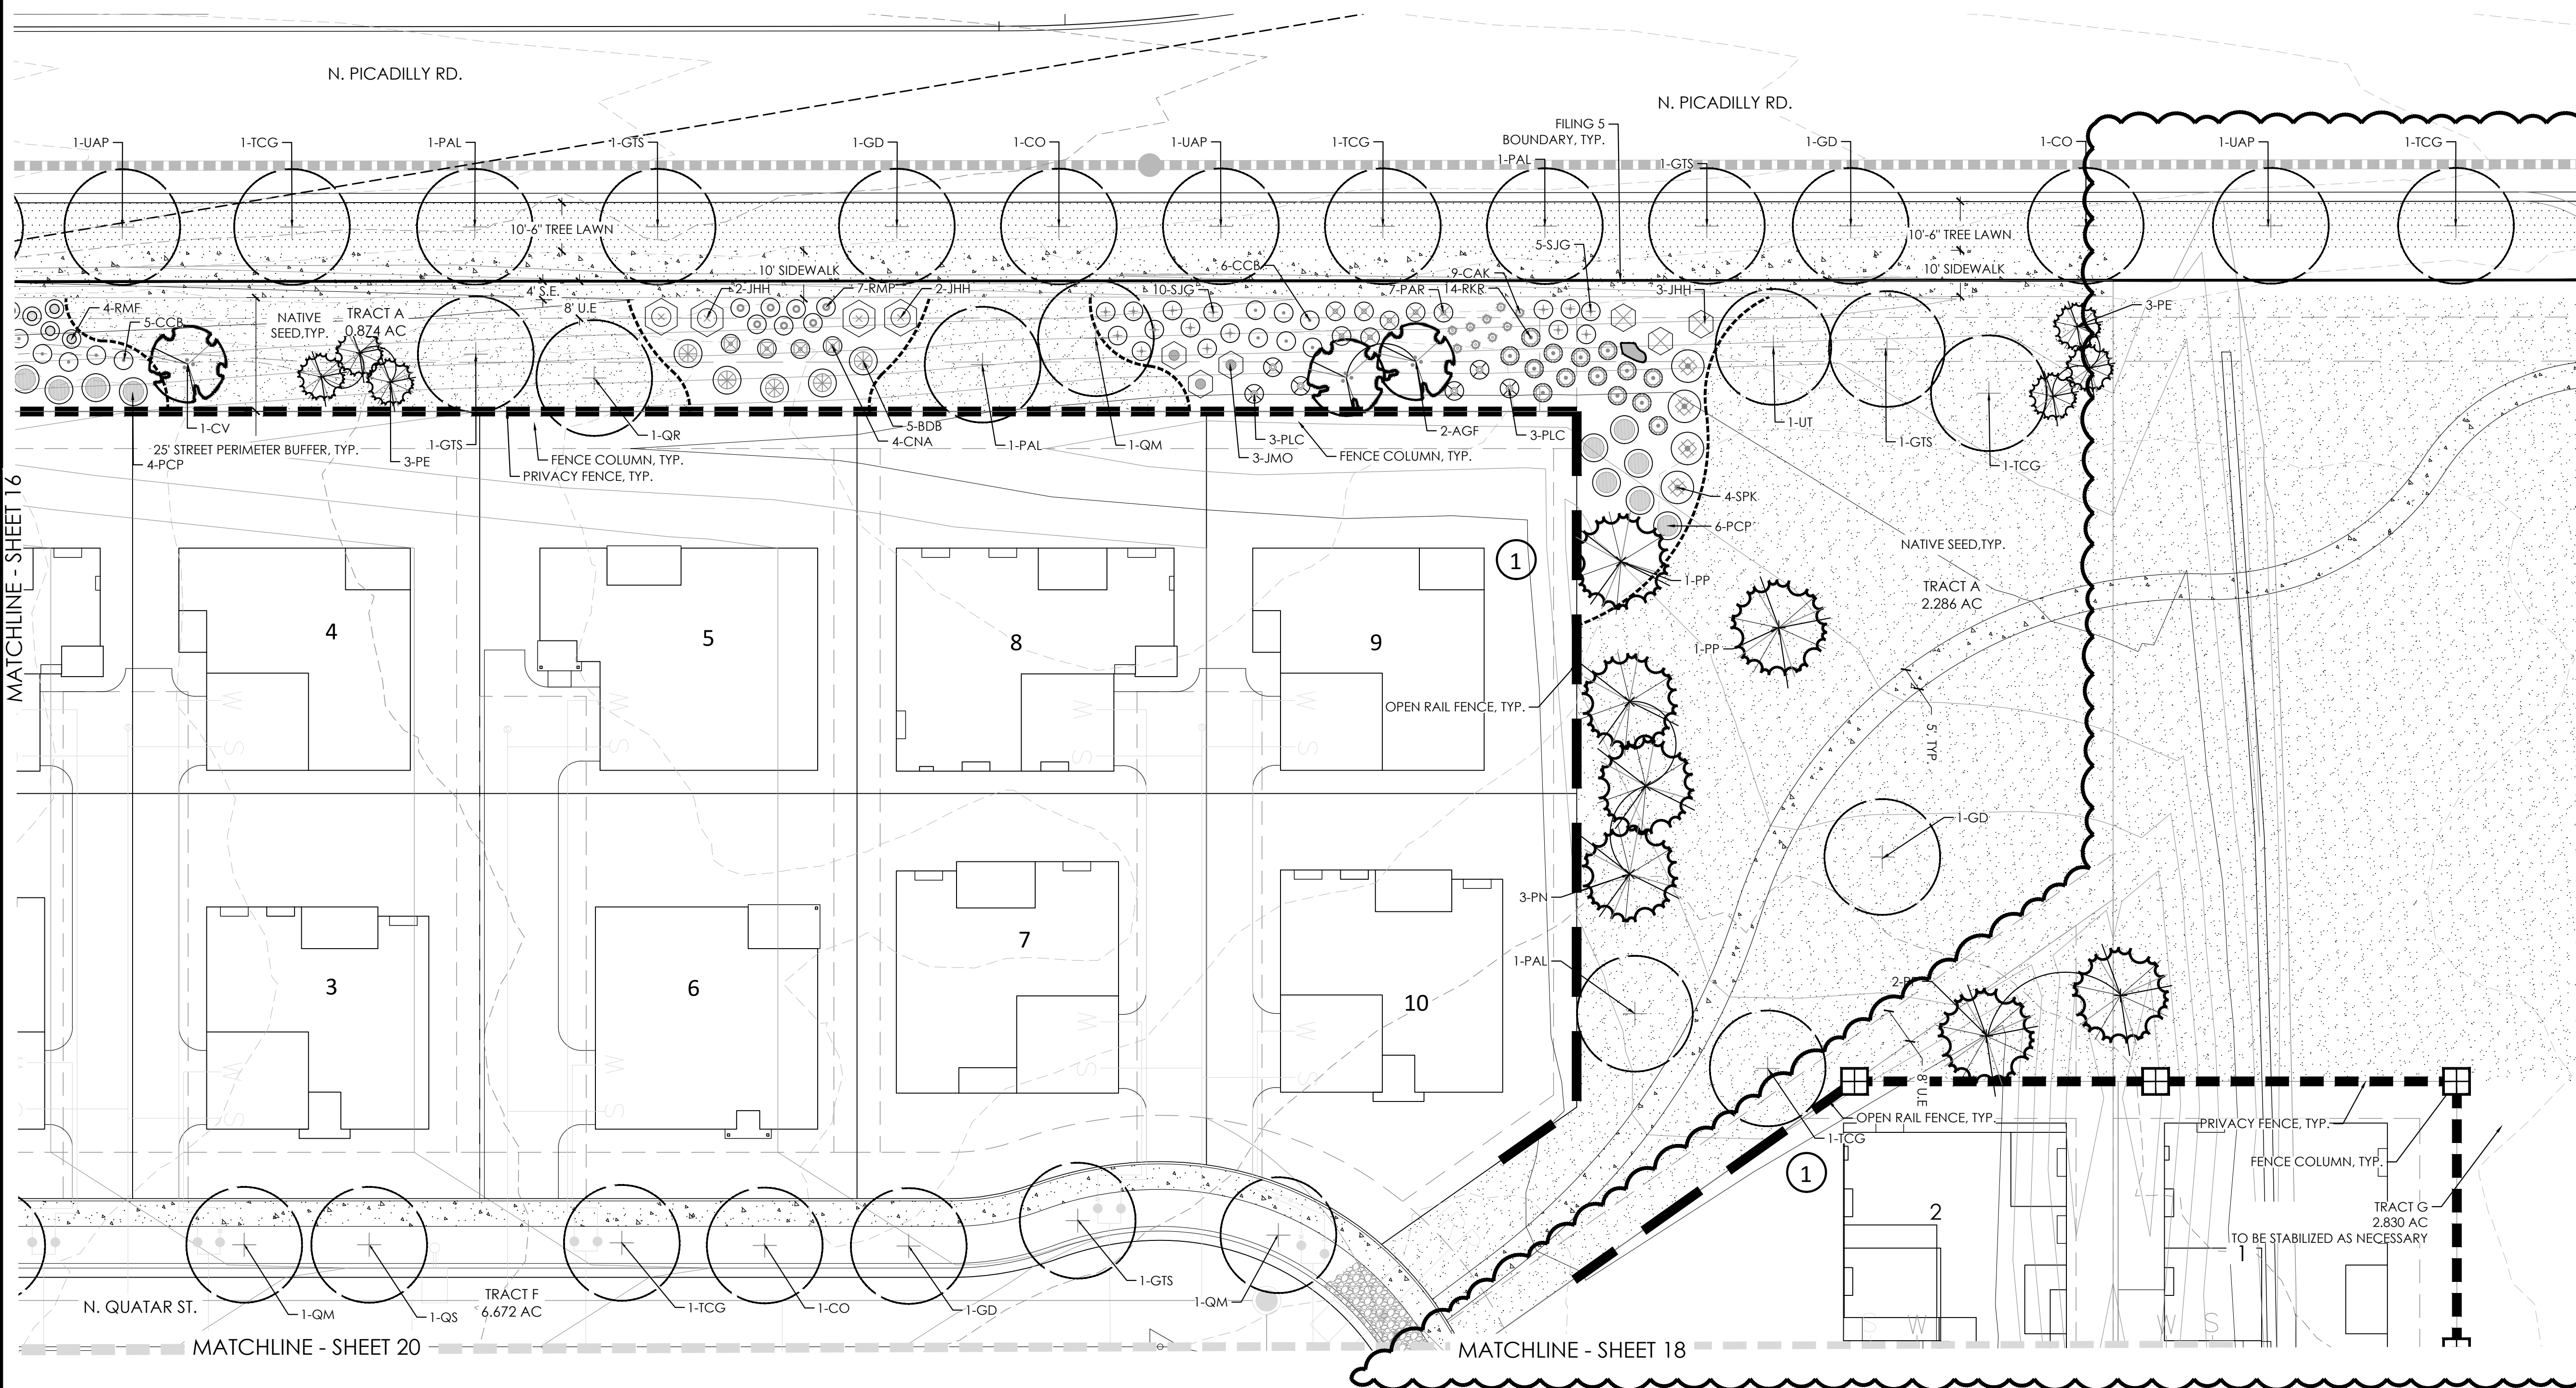 N. PICADILLY RD.
N. PICADILLY RD.
1-UAP
1-TCG
1-PAL
1-GTS
1-GD
1-CO
1-UAP
1-TCG
FILING 5
BOUNDARY, TYP.
1-PAL
1-GTS
1-GD
1-CO
1-UAP
1-TCG
10'-6" TREE LAWN
10'-6" TREE LAWN
5-SJG
10' SIDEWALK
6-CCB
9-CAK
10' SIDEWALK
4' S.E.
2-JHH
7-RMP
2-JHH
10-SJG
7-PAR
14-RKR
3-JHH
4-RMF
8' U.E
NATIVE
SEED,TYP.
TRACT A
0.874 AC
5-CCB
3-PE
1-CV
25' STREET PERIMETER BUFFER, TYP.
4-PCP
3-PE
1-GTS
1-QR
FENCE COLUMN, TYP.
PRIVACY FENCE, TYP.
5-BDB
4-CNA
1-PAL
1-QM
3-PLC
3-JMO
FENCE COLUMN, TYP.
2-AGF
3-PLC
1-UT
1-GTS
1-TCG
4-SPK
6-PCP
MATCHLINE - SHEET 16
1
NATIVE SEED,TYP.
1-PP
TRACT A
2.286 AC
4
5
8
9
1-PP
OPEN RAIL FENCE, TYP.
5' TYP.
W
S
W
S
W
S
W
S
1-GD
3-PN
1-PAL
3
6
7
10
W
S
W
S
W
S
W
S
8' U.E
OPEN RAIL FENCE, TYP.
1-TCG
1
PRIVACY FENCE, TYP.
FENCE COLUMN, TYP.
2
TRACT G
2.830 AC
TO BE STABILIZED AS NECESSARY
1
1-GTS
1-QM
N. QUATAR ST.
1-QM
1-QS
TRACT F
6.672 AC
1-TCG
1-CO
1-GD
S
W
W
S
MATCHLINE - SHEET 20
MATCHLINE - SHEET 18